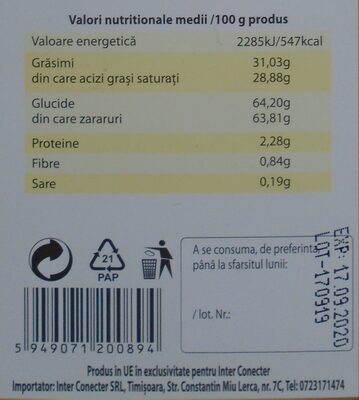 Valori nutritionale medii /100 g produs
Valoare energetică 2285kJ/547kcal
Grăsimi 31,03g
din care acizi grași saturați 28,88g
Glucide 64,20g
din care zararuri 63,81g
Proteine 2,28g
Fibre 0,84g
Sare 0,19g
21
PAP
A se consuma, de preferinta,
până la sfarsitul lunii:
/ lot. Nr.:
EXP: 17.09.2020
LOT-170919
5 949071 200894
Produs in UE in exclusivitate pentru Inter Conecter
Importator: Inter Conecter SRL, Timișoara, Str. Constantin Miu Lerca, nr. 7C, Tel: 0723171474